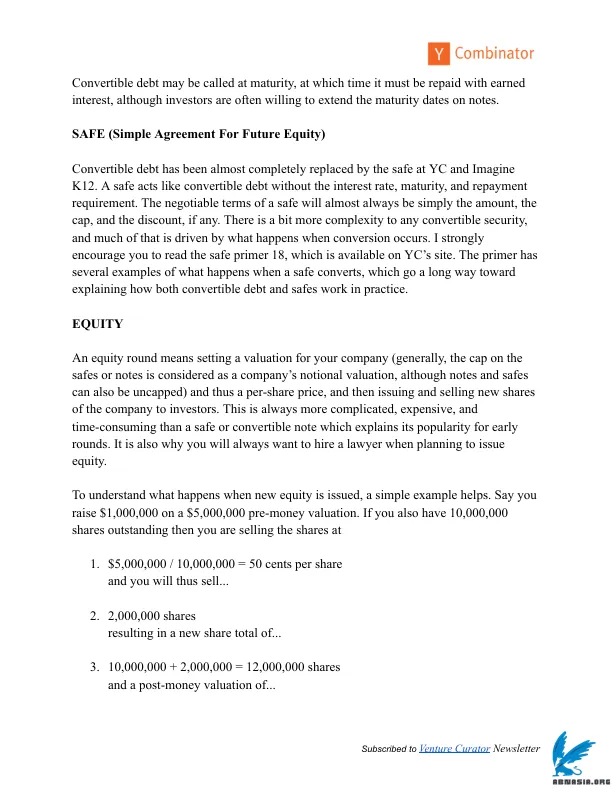 Y Combinator
Convertible debt may be called at maturity, at which time it must be repaid with earned
interest, although investors are often willing to extend the maturity dates on notes.
SAFE (Simple Agreement For Future Equity)
Convertible debt has been almost completely replaced by the safe at YC and Imagine
K12. A safe acts like convertible debt without the interest rate, maturity, and repayment
requirement. The negotiable terms of a safe will almost always be simply the amount, the
cap, and the discount, if any. There is a bit more complexity to any convertible security,
and much of that is driven by what happens when conversion occurs. I strongly
encourage you to read the safe primer 18, which is available on YC’s site. The primer has
several examples of what happens when a safe converts, which go a long way toward
explaining how both convertible debt and safes work in practice.
EQUITY
An equity round means setting a valuation for your company (generally, the cap on the
safes or notes is considered as a company’s notional valuation, although notes and safes
can also be uncapped) and thus a per-share price, and then issuing and selling new shares
of the company to investors. This is always more complicated, expensive, and
time-consuming than a safe or convertible note which explains its popularity for early
rounds. It is also why you will always want to hire a lawyer when planning to issue
equity.
To understand what happens when new equity is issued, a simple example helps. Say you
raise $1,000,000 on a $5,000,000 pre-money valuation. If you also have 10,000,000
shares outstanding then you are selling the shares at
1. $5,000,000 / 10,000,000 = 50 cents per share
and you will thus sell...
2. 2,000,000 shares
resulting in a new share total of...
3. 10,000,000 + 2,000,000 = 12,000,000 shares
and a post-money valuation of...
Subscribed to Venture Curator Newsletter
ABNASIA.ORG